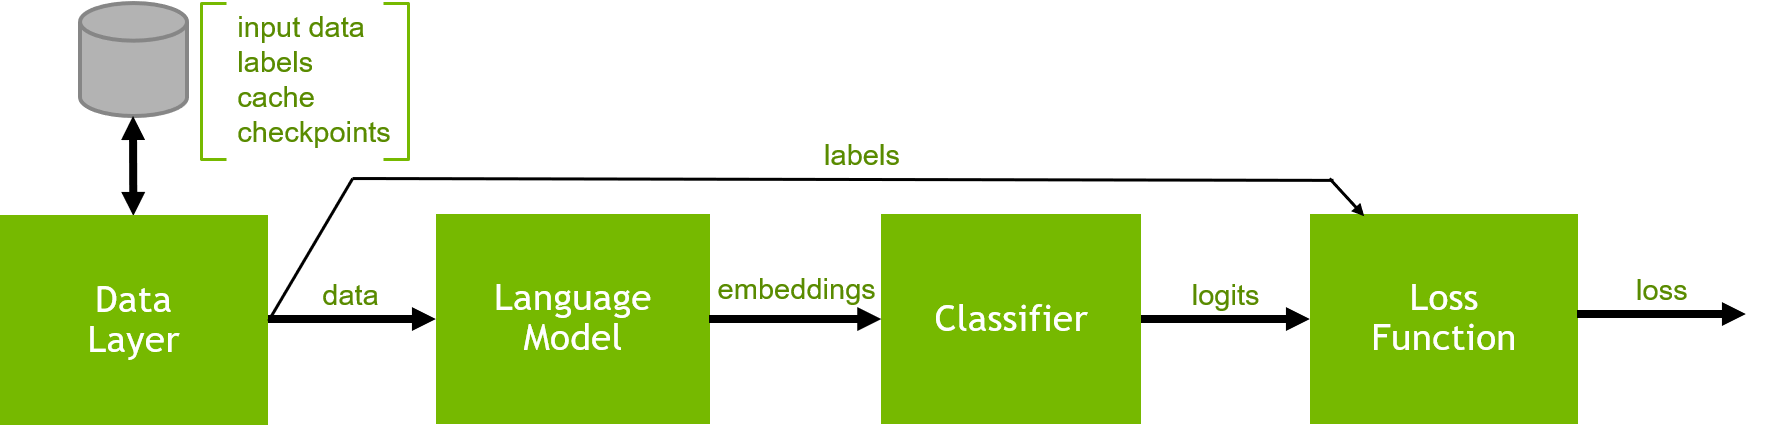 input data
labels
cache
checkpoints
labels
Data
Layer
data
Language
Model
embeddings
Classifier
logits
Loss
Function
loss